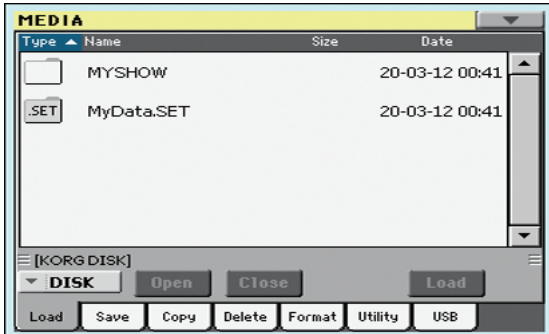 MEDIA
Type Name Size Date
MYSHOW 20-03-12 00:41
.SET MyData.SET 20-03-12 00:41
[KORG DISK]
DISK Open Close Load
Load Save Copy Delete Format Utility USB